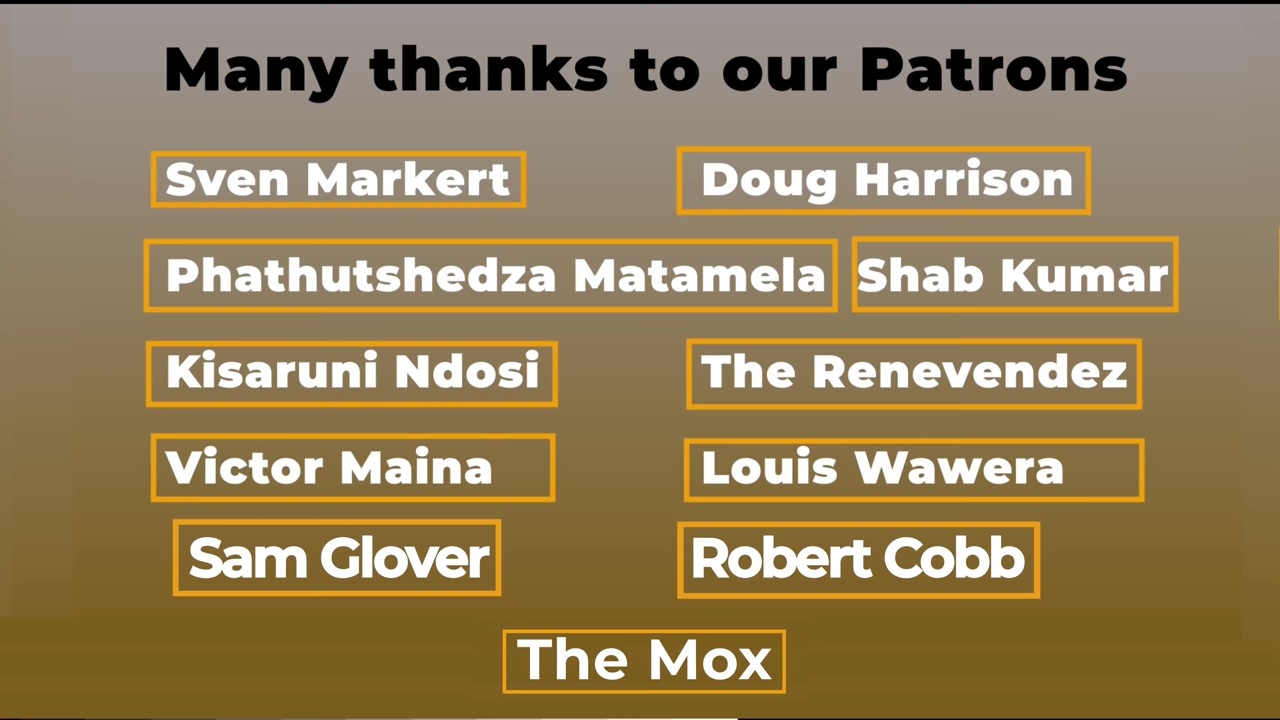 Many thanks to our Patrons
Sven Markert
Doug Harrison
Phathutshedza Matamela
Shab Kumar
Kisaruni Ndosi
The Renevendez
Victor Maina
Louis Wawera
Sam Glover
Robert Cobb
The Mox